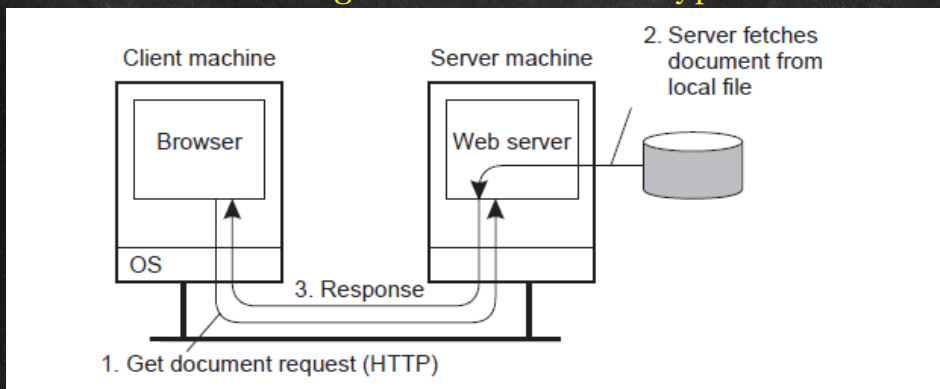 Client machine
Server machine
2. Server fetches
document from
local file
Browser
Web server
OS
3. Response
1. Get document request (HTTP)